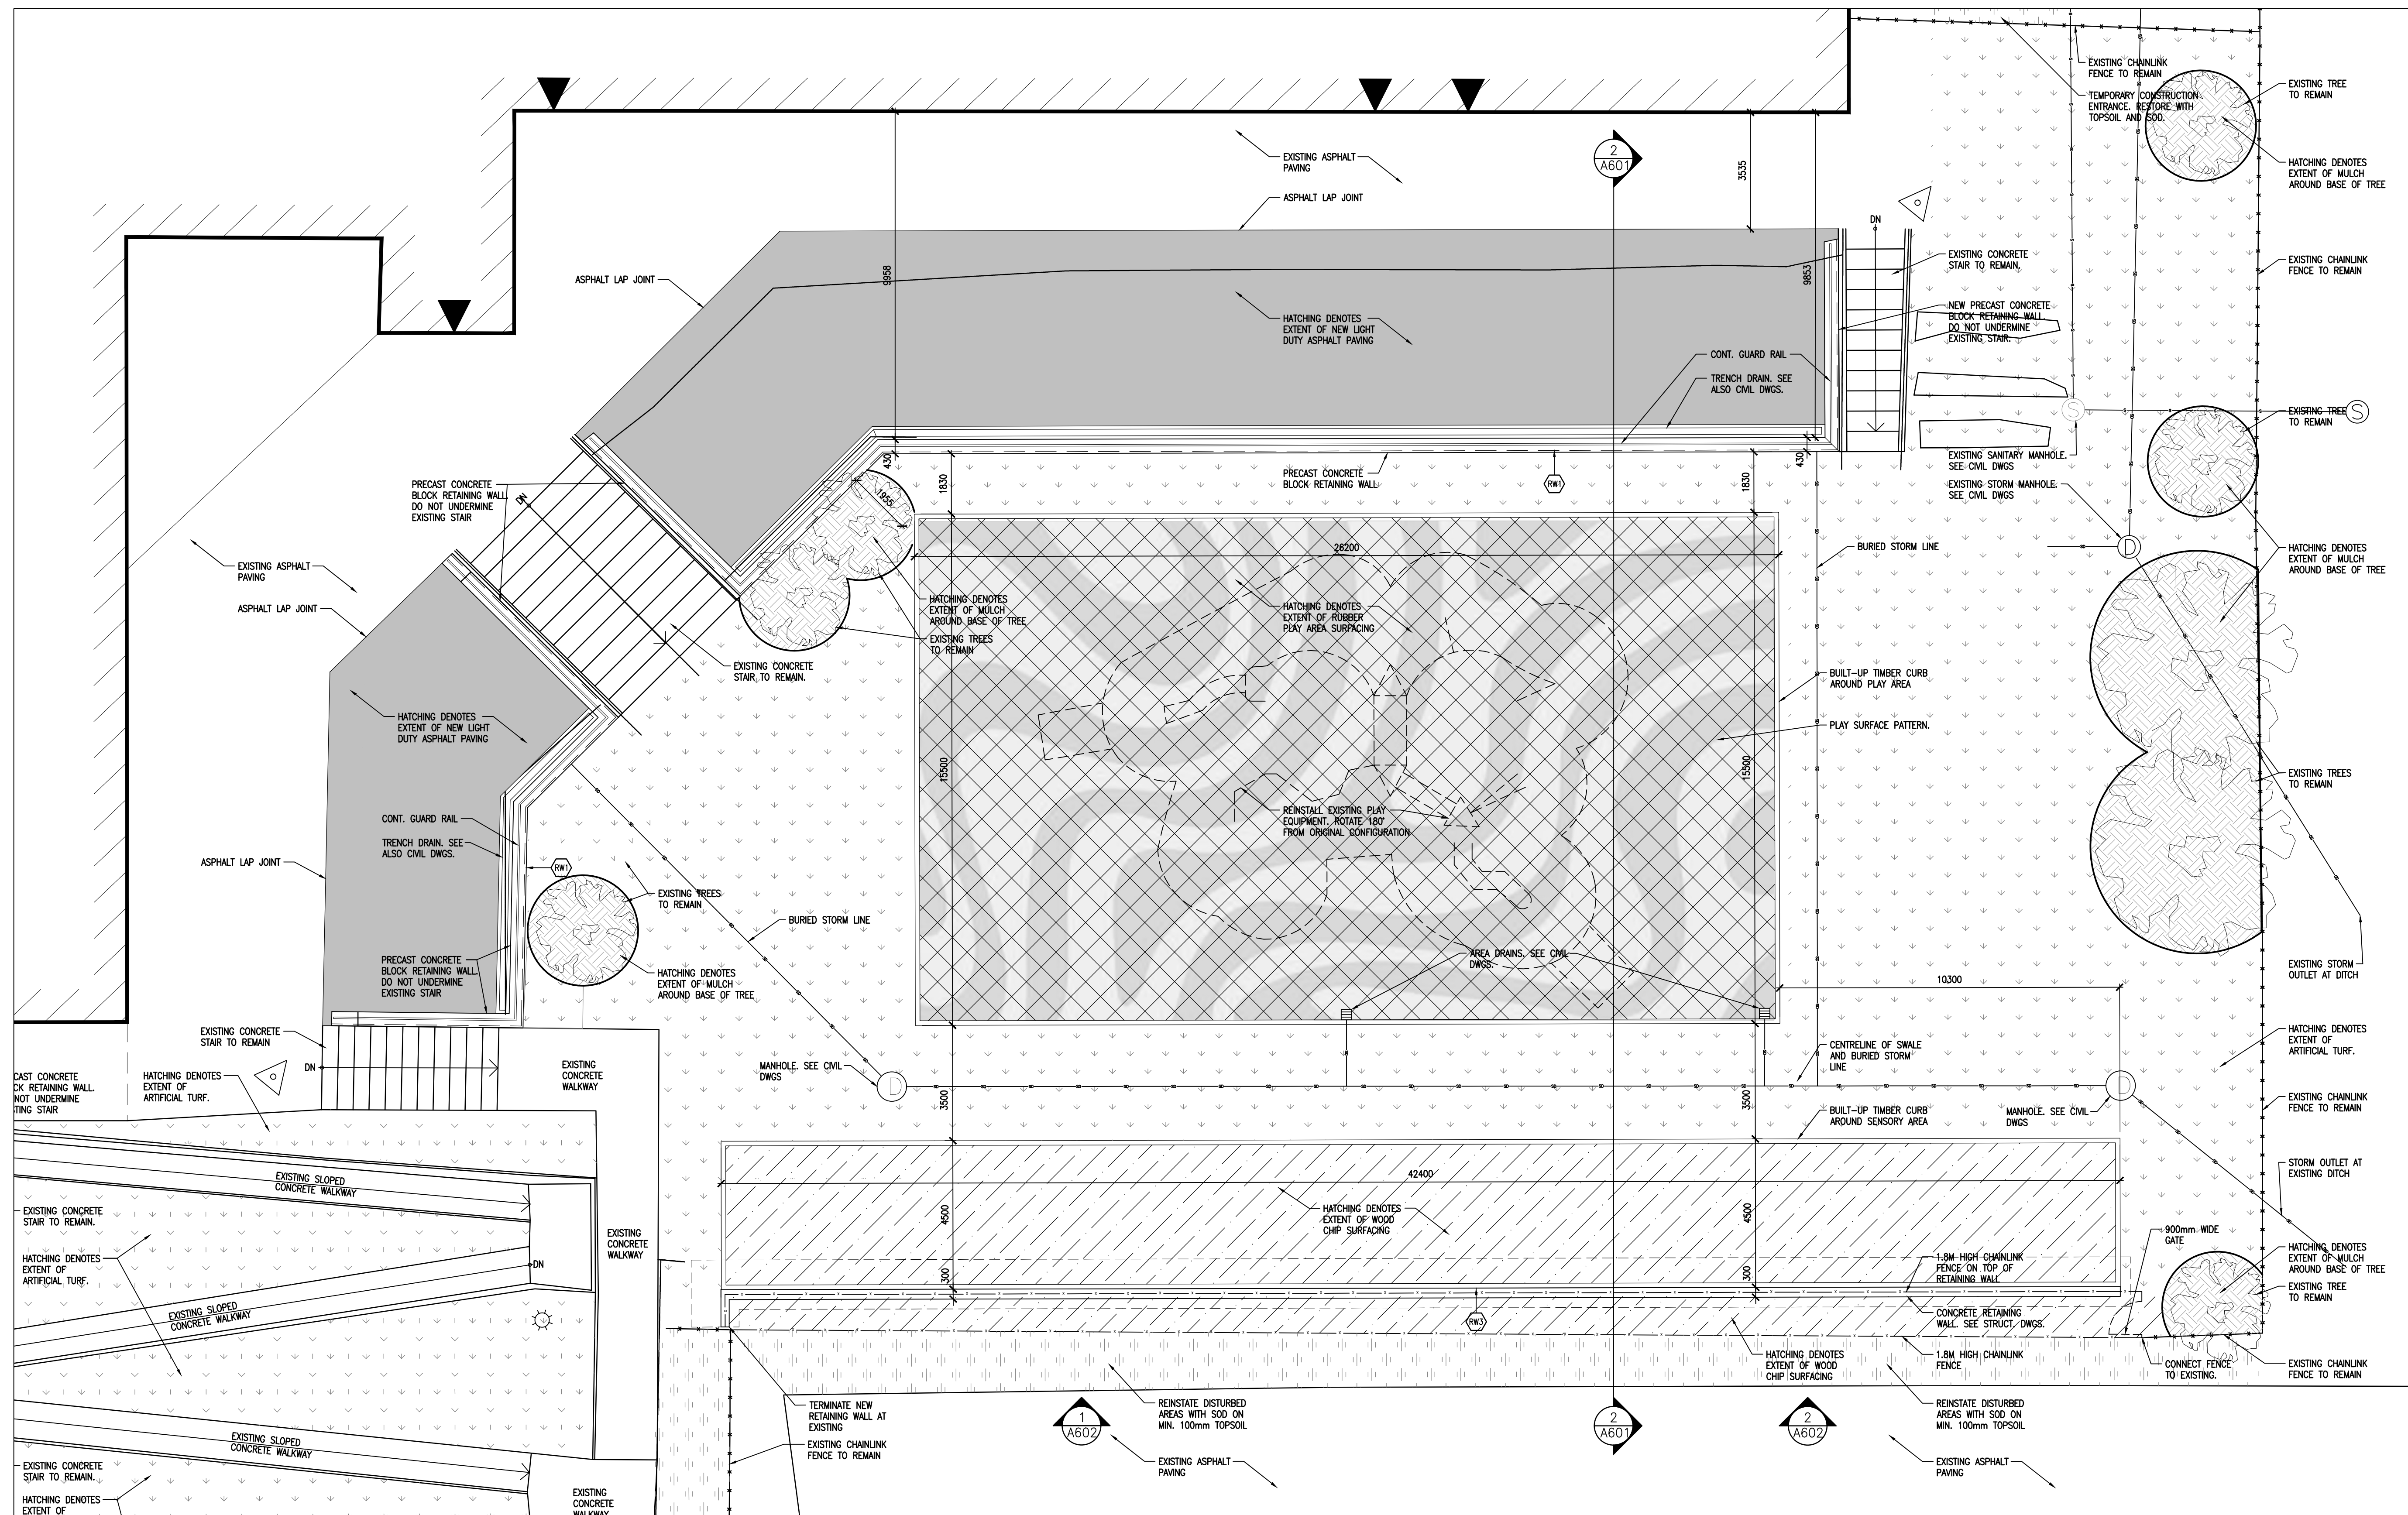 EXISTING CHAINLINK
FENCE TO REMAIN
TEMPORARY CONSTRUCTION
ENTRANCE. RESTORE WITH
TOPSOIL AND SOD.
EXISTING TREE
TO REMAIN
HATCHING DENOTES
EXTENT OF MULCH
AROUND BASE OF TREE
EXISTING ASPHALT
PAVING
ASPHALT LAP JOINT
2
A601
3535
DN
EXISTING CONCRETE
STAIR TO REMAIN.
EXISTING CHAINLINK
FENCE TO REMAIN
ASPHALT LAP JOINT
9958
9853
HATCHING DENOTES
EXTENT OF NEW LIGHT
DUTY ASPHALT PAVING
NEW PRECAST CONCRETE
BLOCK RETAINING WALL.
DO NOT UNDERMINE
EXISTING STAIR.
CONT. GUARD RAIL
TRENCH DRAIN. SEE
ALSO CIVIL DWGS.
S
S
EXISTING TREE
TO REMAIN
430
430
EXISTING SANITARY MANHOLE.
SEE CIVIL DWGS
EXISTING STORM MANHOLE.
SEE CIVIL DWGS
PRECAST CONCRETE
BLOCK RETAINING WALL.
DO NOT UNDERMINE
EXISTING STAIR
DN
1955
1830
PRECAST CONCRETE
BLOCK RETAINING WALL
RW1
1830
26200
BURIED STORM LINE
D
HATCHING DENOTES
EXTENT OF MULCH
AROUND BASE OF TREE
EXISTING ASPHALT
PAVING
ASPHALT LAP JOINT
HATCHING DENOTES
EXTENT OF MULCH
AROUND BASE OF TREE
EXISTING TREES
TO REMAIN
HATCHING DENOTES
EXTENT OF RUBBER
PLAY AREA SURFACING
EXISTING CONCRETE
STAIR TO REMAIN.
BUILT-UP TIMBER CURB
AROUND PLAY AREA
PLAY SURFACE PATTERN.
HATCHING DENOTES
EXTENT OF NEW LIGHT
DUTY ASPHALT PAVING
15500
15500
EXISTING TREES
TO REMAIN
REINSTALL EXISTING PLAY
EQUIPMENT. ROTATE 180°
FROM ORIGINAL CONFIGURATION
CONT. GUARD RAIL
TRENCH DRAIN. SEE
ALSO CIVIL DWGS.
ASPHALT LAP JOINT
RW1
EXISTING TREES
TO REMAIN
BURIED STORM LINE
PRECAST CONCRETE
BLOCK RETAINING WALL.
DO NOT UNDERMINE
EXISTING STAIR
HATCHING DENOTES
EXTENT OF MULCH
AROUND BASE OF TREE
AREA DRAINS. SEE CIVIL
DWGS.
10300
EXISTING STORM
OUTLET AT DITCH
EXISTING CONCRETE
STAIR TO REMAIN
DN
EXISTING
CONCRETE
WALKWAY
MANHOLE. SEE CIVIL
DWGS
D
CENTRELINE OF SWALE
AND BURIED STORM
LINE
HATCHING DENOTES
EXTENT OF
ARTIFICIAL TURF.
CAST CONCRETE
CK RETAINING WALL.
NOT UNDERMINE
TING STAIR
HATCHING DENOTES
EXTENT OF
ARTIFICIAL TURF.
3500
3500
BUILT-UP TIMBER CURB
AROUND SENSORY AREA
MANHOLE. SEE CIVIL
DWGS
D
EXISTING CHAINLINK
FENCE TO REMAIN
EXISTING SLOPED
CONCRETE WALKWAY
42400
STORM OUTLET AT
EXISTING DITCH
EXISTING CONCRETE
STAIR TO REMAIN.
4500
HATCHING DENOTES
EXTENT OF WOOD
CHIP SURFACING
4500
900mm WIDE
GATE
EXISTING
CONCRETE
WALKWAY
HATCHING DENOTES
EXTENT OF
ARTIFICIAL TURF.
DN
300
300
1.8M HIGH CHAINLINK
FENCE ON TOP OF
RETAINING WALL
HATCHING DENOTES
EXTENT OF MULCH
AROUND BASE OF TREE
EXISTING TREE
TO REMAIN
EXISTING SLOPED
CONCRETE WALKWAY
RW3
CONCRETE RETAINING
WALL. SEE STRUCT. DWGS.
HATCHING DENOTES
EXTENT OF WOOD
CHIP SURFACING
1.8M HIGH CHAINLINK
FENCE
CONNECT FENCE
TO EXISTING.
EXISTING CHAINLINK
FENCE TO REMAIN
TERMINATE NEW
RETAINING WALL AT
EXISTING
1
A602
REINSTATE DISTURBED
AREAS WITH SOD ON
MIN. 100mm TOPSOIL
2
A601
2
A602
REINSTATE DISTURBED
AREAS WITH SOD ON
MIN. 100mm TOPSOIL
EXISTING SLOPED
CONCRETE WALKWAY
EXISTING CHAINLINK
FENCE TO REMAIN
EXISTING ASPHALT
PAVING
EXISTING ASPHALT
PAVING
EXISTING CONCRETE
STAIR TO REMAIN.
HATCHING DENOTES
EXTENT OF
EXISTING
CONCRETE
WALKWAY